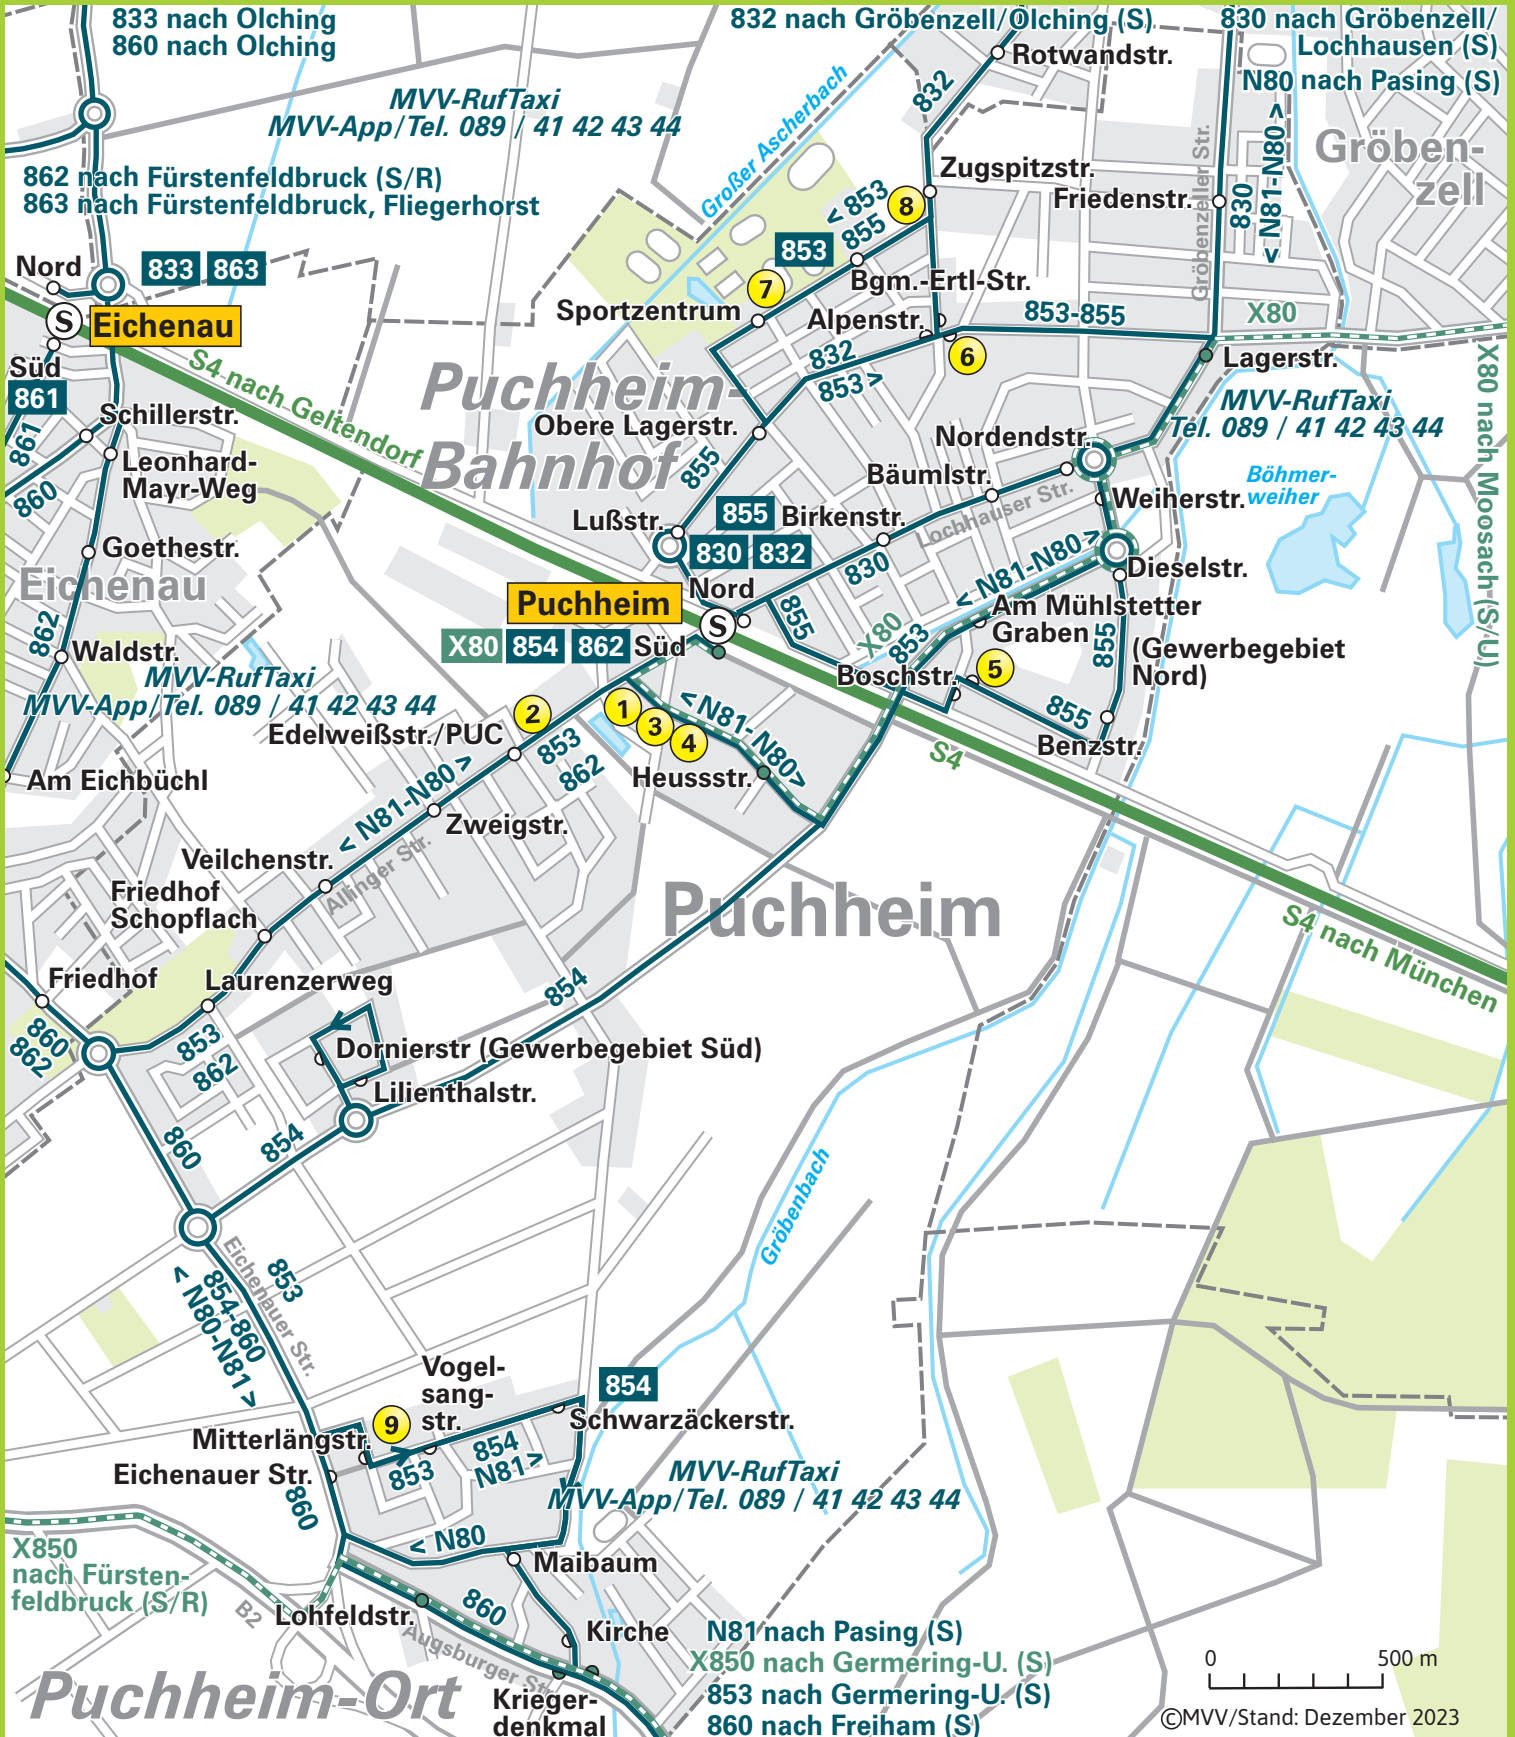 833 nach Olching
860 nach Olching
832 nach Gröbenzell/Olching (S)
830 nach Gröbenzell/
Lochhausen (S)
N80 nach Pasing (S)
Rotwandstr.
832
MVV-RufTaxi
MVV-App/Tel. 089 / 41 42 43 44
Großer Ascherbach
Gröbenzeller Str.
830
< N81-N80 >
Gröben-
zell
862 nach Fürstenfeldbruck (S/R)
863 nach Fürstenfeldbruck, Fliegerhorst
Zugspitzstr.
Friedenstr.
< 853
855
8
853
Nord
833
863
7
Bgm.-Ertl-Str.
Sportzentrum
Alpenstr.
853-855
X80
S
Eichenau
6
832
853 >
Lagerstr.
Süd
861
S4 nach Geltendorf
Puchheim-
Bahnhof
X80 nach Moosach (S/U)
MVV-RufTaxi
Tel. 089 / 41 42 43 44
Schillerstr.
861
Obere Lagerstr.
Nordendstr.
Leonhard-
Mayr-Weg
860
855
Bäumlstr.
Böhmer-
weiher
Weiherstr.
Lußstr.
855
Birkenstr.
Lochhauser Str.
Goethestr.
830
832
830
< N81-N80 >
Dieselstr.
Eichenau
Nord
Puchheim
S
855
X80
853
Am Mühlstetter
Graben
855
(Gewerbegebiet
Nord)
862
Waldstr.
X80
854
862
Süd
Boschstr.
5
MVV-RufTaxi
MVV-App/Tel. 089 / 41 42 43 44
2
1
3
4
< N81-N80>
855
Edelweißstr./PUC
853
862
Benzstr.
S4
Am Eichbüchl
Heussstr.
< N81-N80 >
Zweigstr.
Veilchenstr.
Allinger Str.
Friedhof
Schopflach
Puchheim
S4 nach München
Friedhof
Laurenzerweg
854
860
862
853
862
Dornierstr (Gewerbegebiet Süd)
Lilienthalstr.
860
854
Gröbenbach
Eichenauer Str.
853
854-860
< N80-N81 >
Vogel-
sang-
str.
854
9
Schwarzäckerstr.
Mitterlängstr.
Eichenauer Str.
853
854
N81 >
MVV-RufTaxi
MVV-App/Tel. 089 / 41 42 43 44
860
< N80
X850
nach Fürsten-
feldbruck (S/R)
Maibaum
B2
Lohfeldstr.
860
Kirche
Augsburger Str.
N81 nach Pasing (S)
X850 nach Germering-U. (S)
853 nach Germering-U. (S)
860 nach Freiham (S)
Puchheim-Ort
Krieger-
denkmal
0
500 m
©MVV/Stand: Dezember 2023